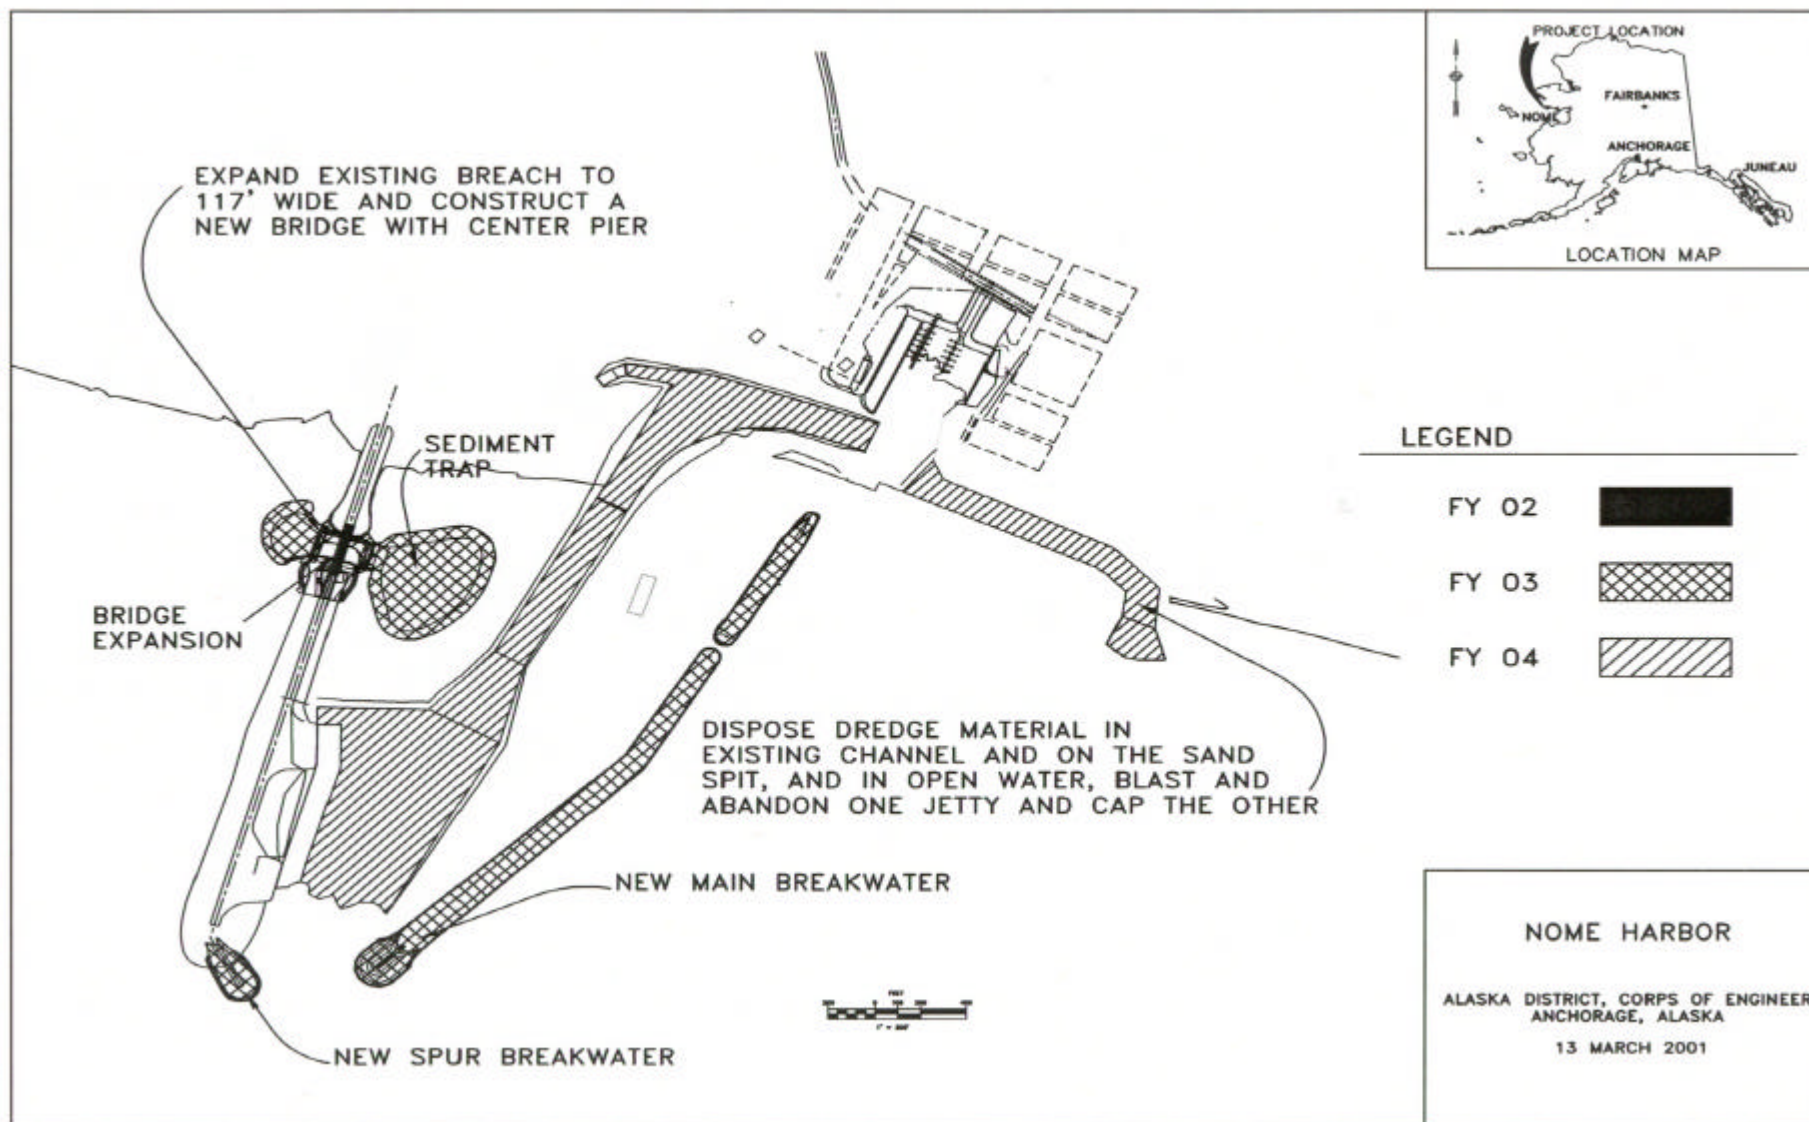 PROJECT LOCATION
FAIRBANKS
NOME
ANCHORAGE
JUNEAU
LOCATION MAP
EXPAND EXISTING BREACH TO
117' WIDE AND CONSTRUCT A
NEW BRIDGE WITH CENTER PIER
SEDIMENT
TRAP
BRIDGE
EXPANSION
LEGEND
FY 02
FY 03
FY 04
DISPOSE DREDGE MATERIAL IN
EXISTING CHANNEL AND ON THE SAND
SPIT, AND IN OPEN WATER, BLAST AND
ABANDON ONE JETTY AND CAP THE OTHER
NEW MAIN BREAKWATER
NEW SPUR BREAKWATER
FEET
NOME HARBOR
ALASKA DISTRICT, CORPS OF ENGINEER
ANCHORAGE, ALASKA
13 MARCH 2001